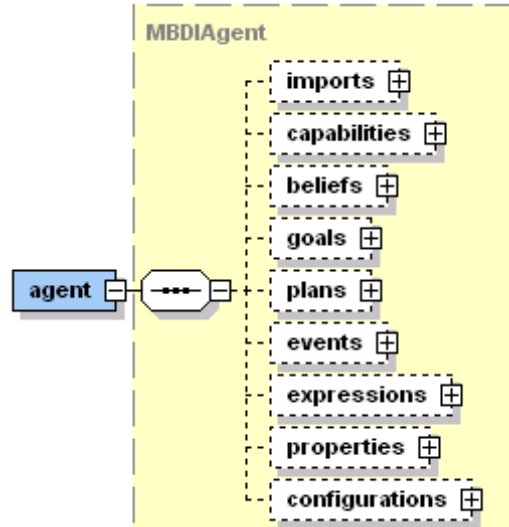 MBDIAgent
imports
capabilities
beliefs
goals
agent
plans
events
expressions
properties
configurations